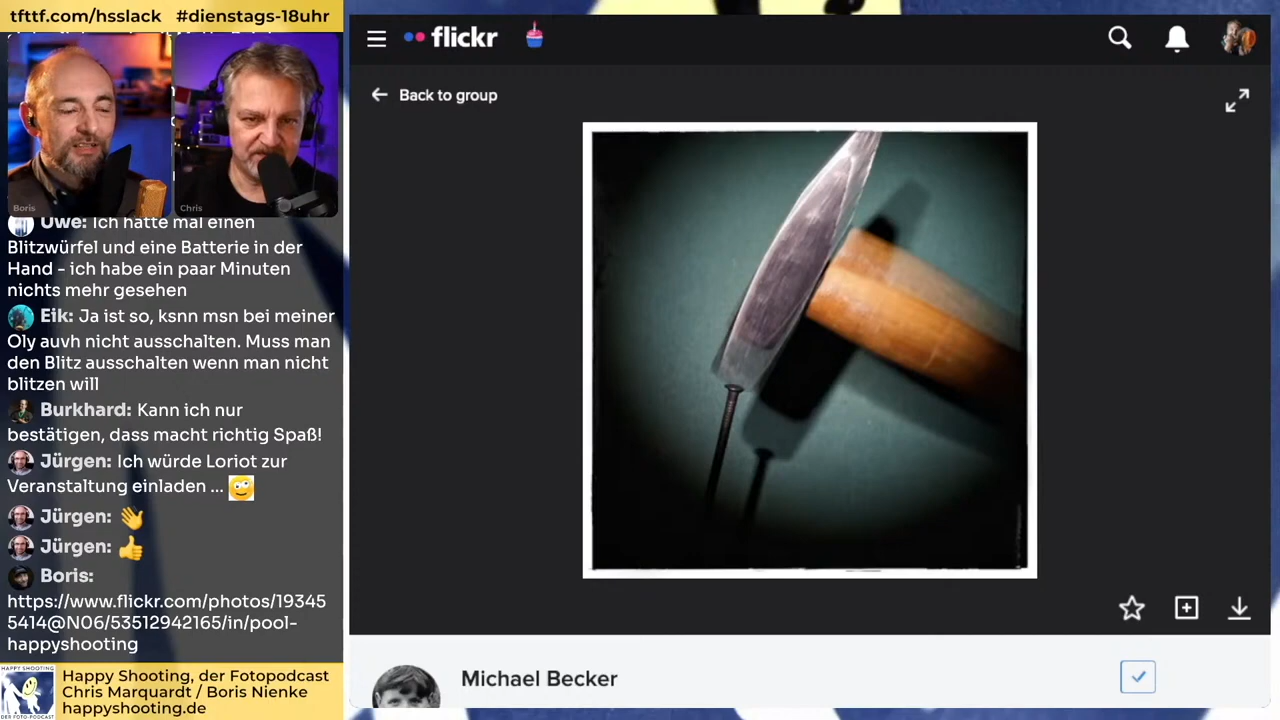 tfttf.com/hsslack #dienstags-18uhr
Boris
Chris
Uwe: Ich hatte mal einen
Blitzwürfel und eine Batterie in der
Hand - ich habe ein paar Minuten
nichts mehr gesehen
Eik: Ja ist so, ksnn msn bei meiner
Oly auvh nicht ausschalten. Muss man
den Blitz ausschalten wenn man nicht
blitzen will
Burkhard: Kann ich nur
bestätigen, dass macht richtig Spaß!
Jürgen: Ich würde Loriot zur
Veranstaltung einladen ...
Jürgen: 👋
Jürgen: 👍
Boris:
https://www.flickr.com/photos/19345
5414@N06/53512942165/in/pool-
happyshooting
HAPPY SHOOTING
DER FOTO-PODCAST
Happy Shooting, der Fotopodcast
Chris Marquardt / Boris Nienke
happyshooting.de
flickr
Back to group
Michael Becker